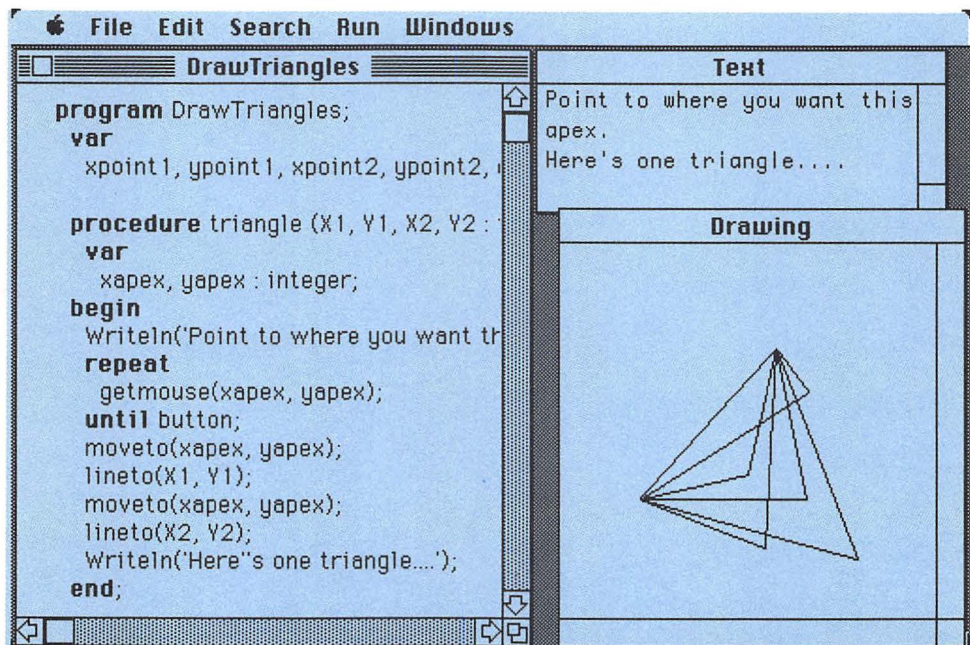 File Edit Search Run Windows
DrawTriangles
program DrawTriangles;
var
xpoint1, ypoint1, xpoint2, ypoint2,
procedure triangle (X1, Y1, X2, Y2 :
var
xapex, yapex : integer;
begin
Writeln('Point to where you want th
repeat
getmouse(xapex, yapex);
until button;
moveto(xapex, yapex);
lineto(X1, Y1);
moveto(xapex, yapex);
lineto(X2, Y2);
Writeln('Here''s one triangle....');
end;
Text
Point to where you want this
apex.
Here's one triangle....
Drawing